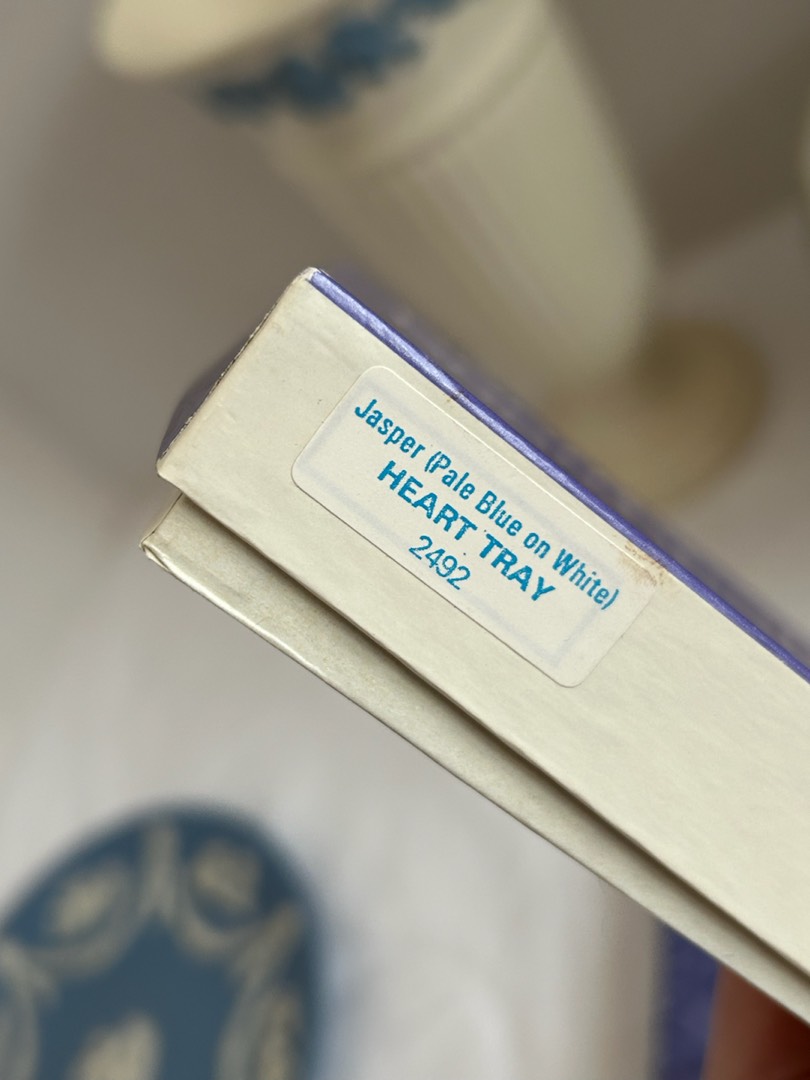 Jasper (Pale Blue on White)
HEART TRAY
2492